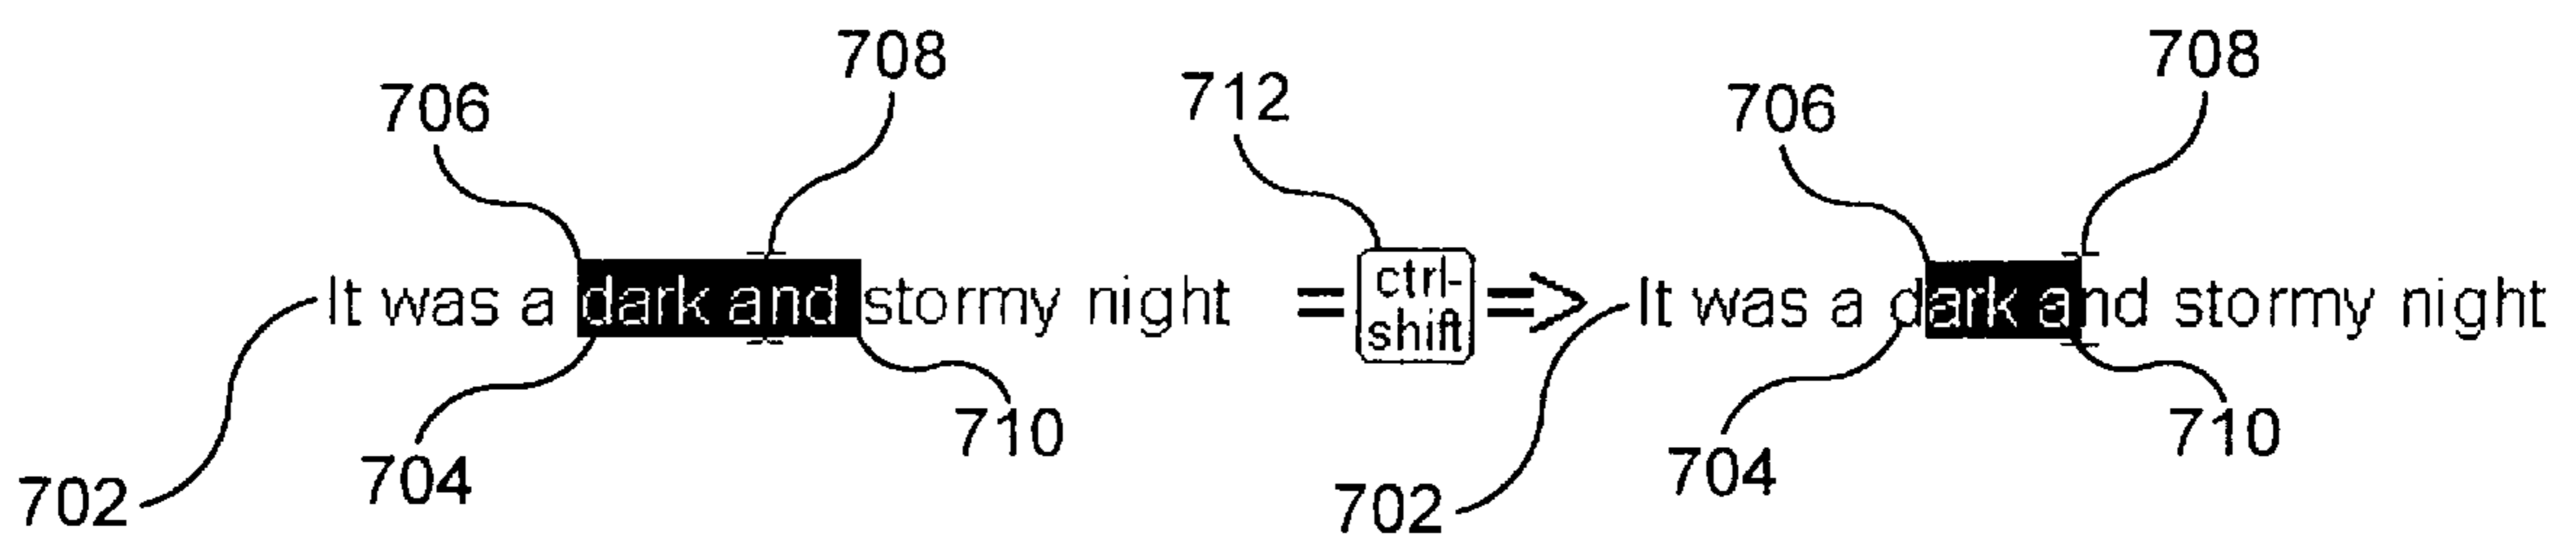 708 708
706 712 706
It was a dark and stormy night = ctrl- => It was a dark and stormy night
shift
710 710
704 704
702 702